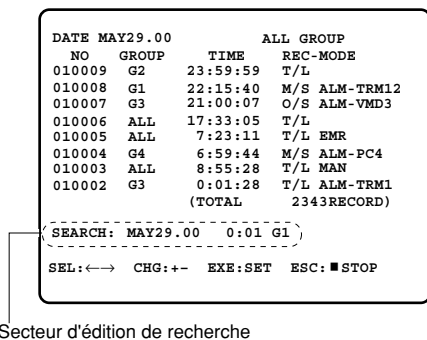 DATE MAY29.00 ALL GROUP
NO GROUP TIME REC-MODE
010009 G2 23:59:59 T/L
010008 G1 22:15:40 M/S ALM-TRM12
010007 G3 21:00:07 O/S ALM-VMD3
010006 ALL 17:33:05 T/L
010005 ALL 7:23:11 T/L EMR
010004 G4 6:59:44 M/S ALM-PC4
010003 ALL 8:55:28 T/L MAN
010002 G3 0:01:28 T/L ALM-TRM1
(TOTAL 2343RECORD)
SEARCH: MAY29.00 0:01 G1
SEL:←→ CHG:+- EXE:SET ESC:■STOP
Secteur d'édition de recherche